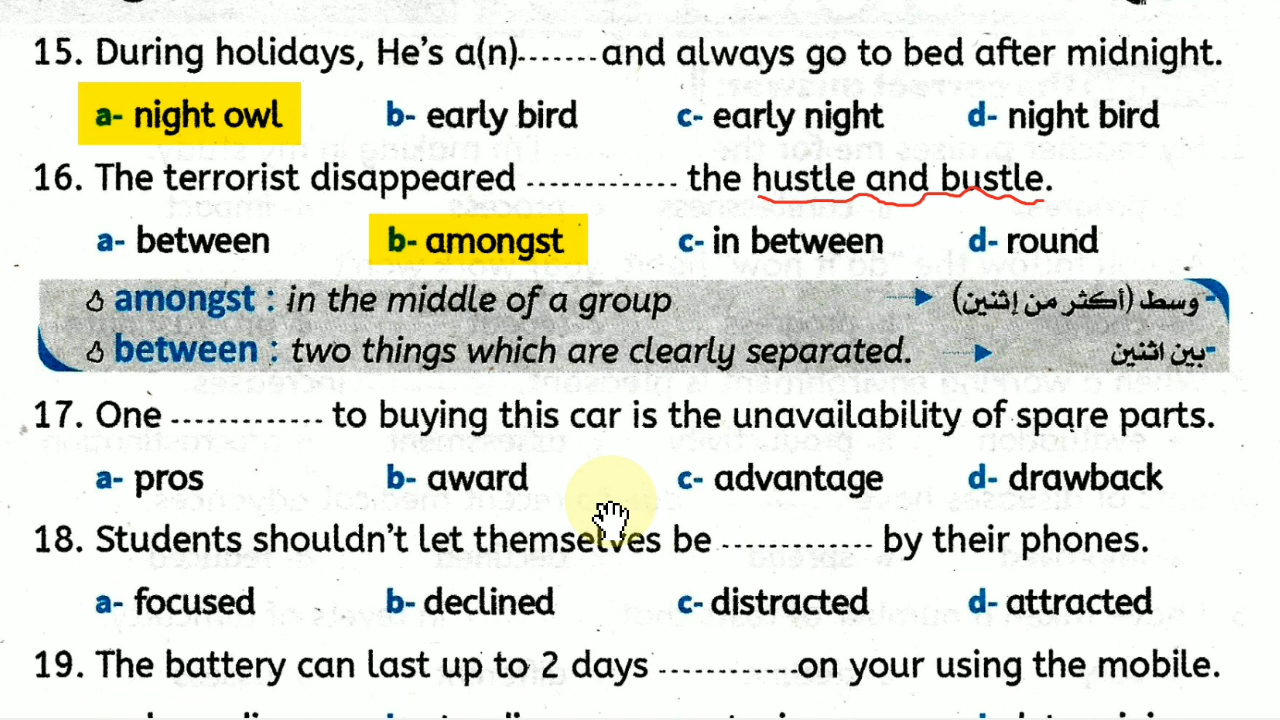 15. During holidays, He's a(n)....... and always go to bed after midnight.
a- night owl b- early bird c- early night d- night bird
16. The terrorist disappeared ............. the hustle and bustle.
a- between b- amongst c- in between d- round
amongst : in the middle of a group - وسط (أكثر من إثنين)
between : two things which are clearly separated. -بين اثنين
17. One ............. to buying this car is the unavailability of spare parts.
a- pros b- award c- advantage d- drawback
18. Students shouldn't let themselves be ............. by their phones.
a- focused b- declined c- distracted d- attracted
19. The battery can last up to 2 days ............on your using the mobile.